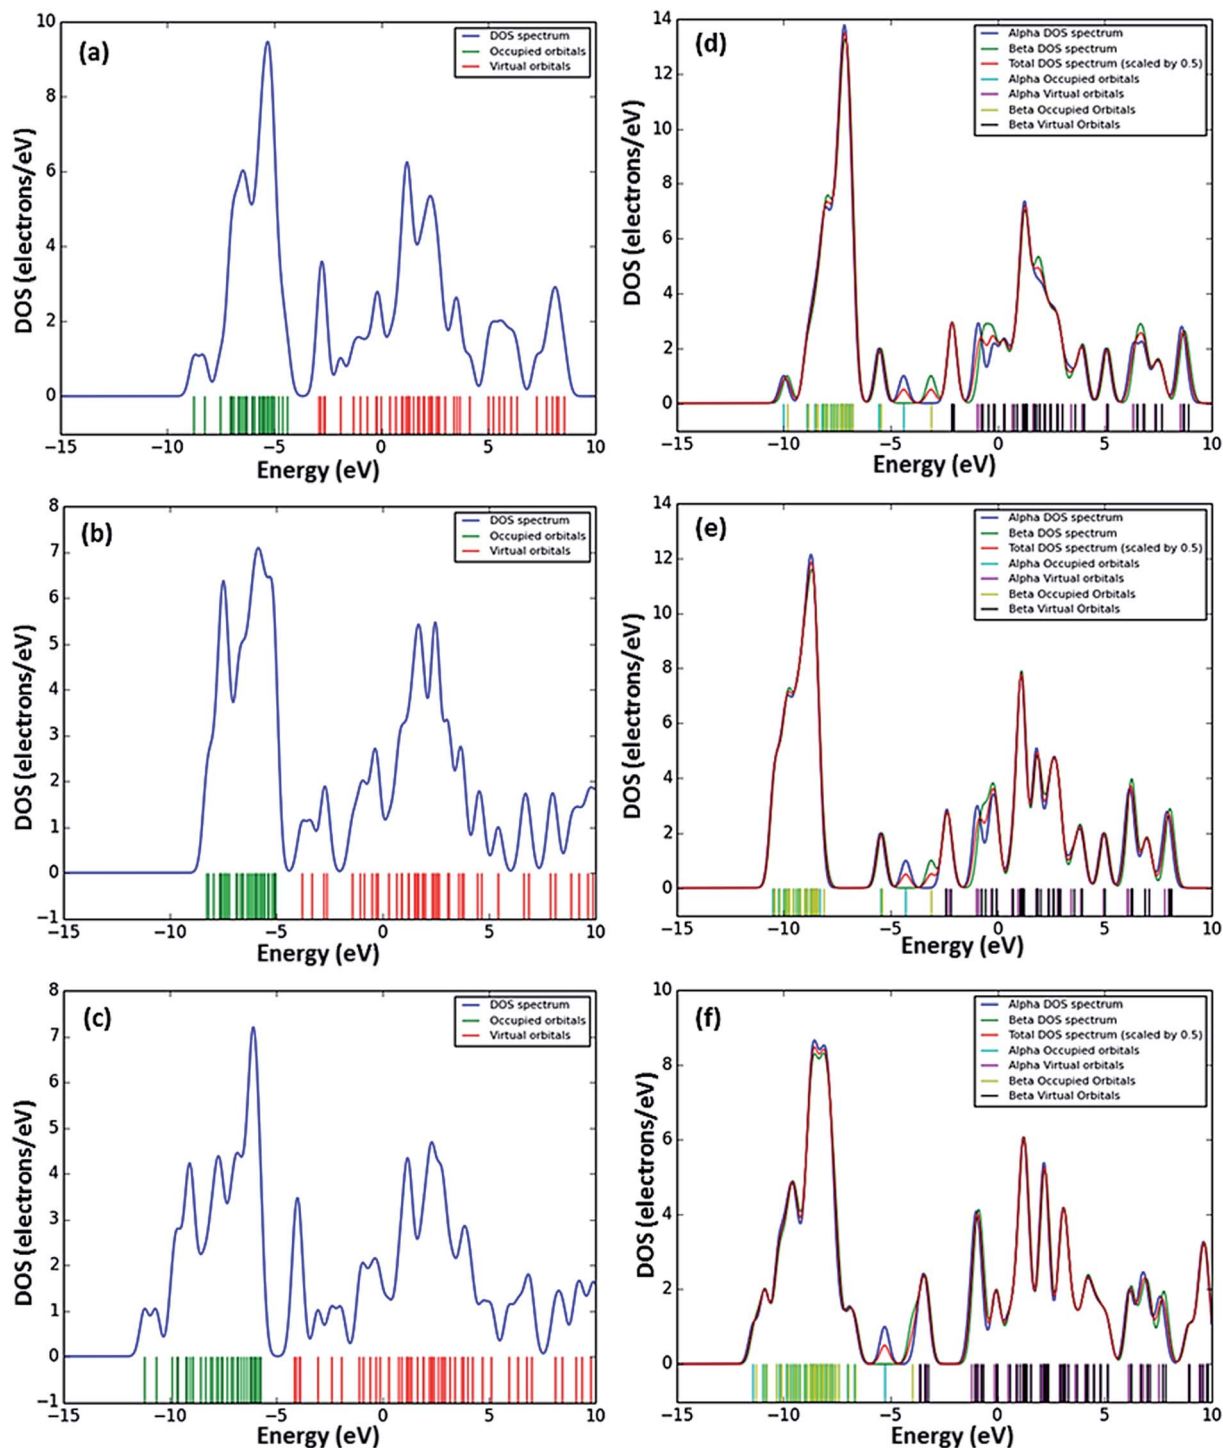 (a)
DOS spectrum
Occupied orbitals
Virtual orbitals
DOS (electrons/eV)
10
8
6
4
2
0
−15 −10 −5 0 5 10
Energy (eV)
(d)
Alpha DOS spectrum
Beta DOS spectrum
Total DOS spectrum (scaled by 0.5)
Alpha Occupied orbitals
Alpha Virtual orbitals
Beta Occupied Orbitals
Beta Virtual Orbitals
DOS (electrons/eV)
14
12
10
8
6
4
2
0
−15 −10 −5 0 5 10
Energy (eV)
(b)
DOS spectrum
Occupied orbitals
Virtual orbitals
DOS (electrons/eV)
8
7
6
5
4
3
2
1
0
−1
−15 −10 −5 0 5 10
Energy (eV)
(e)
Alpha DOS spectrum
Beta DOS spectrum
Total DOS spectrum (scaled by 0.5)
Alpha Occupied orbitals
Alpha Virtual orbitals
Beta Occupied Orbitals
Beta Virtual Orbitals
DOS (electrons/eV)
14
12
10
8
6
4
2
0
−15 −10 −5 0 5 10
Energy (eV)
(c)
DOS spectrum
Occupied orbitals
Virtual orbitals
DOS (electrons/eV)
8
7
6
5
4
3
2
1
0
−1
−15 −10 −5 0 5 10
Energy (eV)
(f)
Alpha DOS spectrum
Beta DOS spectrum
Total DOS spectrum (scaled by 0.5)
Alpha Occupied orbitals
Alpha Virtual orbitals
Beta Occupied Orbitals
Beta Virtual Orbitals
DOS (electrons/eV)
10
8
6
4
2
0
−15 −10 −5 0 5 10
Energy (eV)